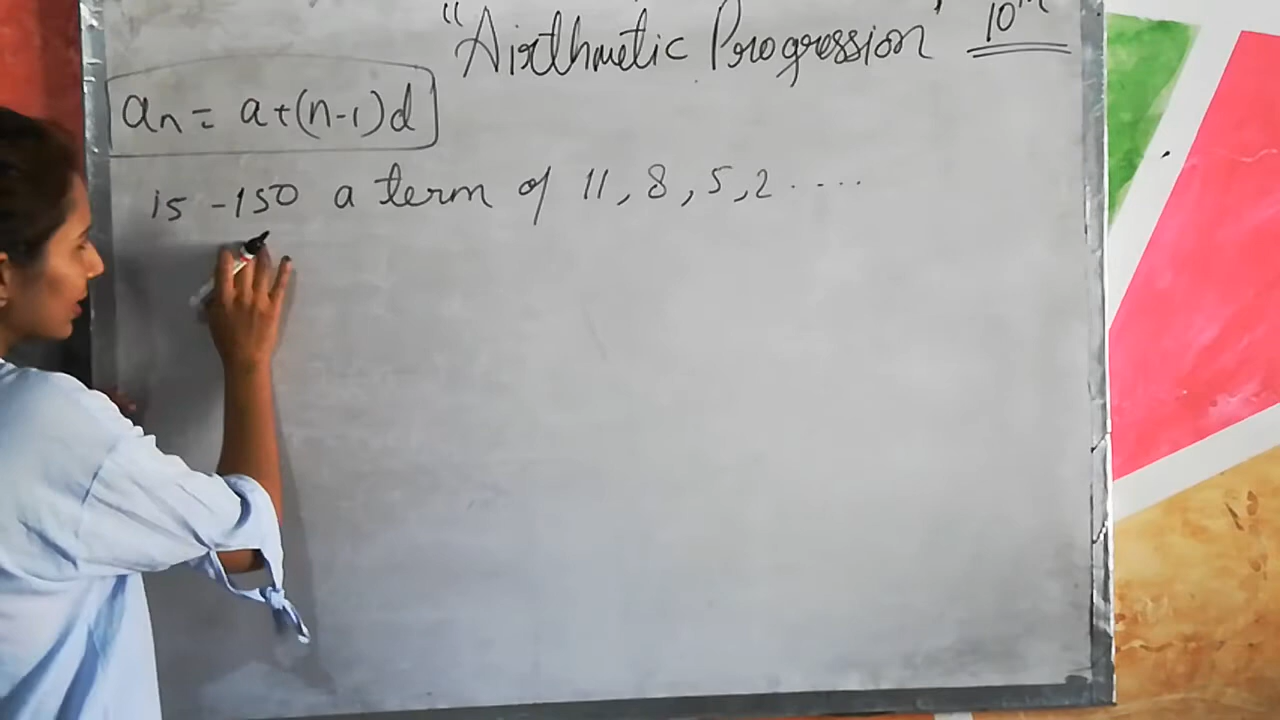 "Airthmetic Progression" 10th
an = a+(n-1)d
is -150 a term of 11, 8, 5, 2 .....